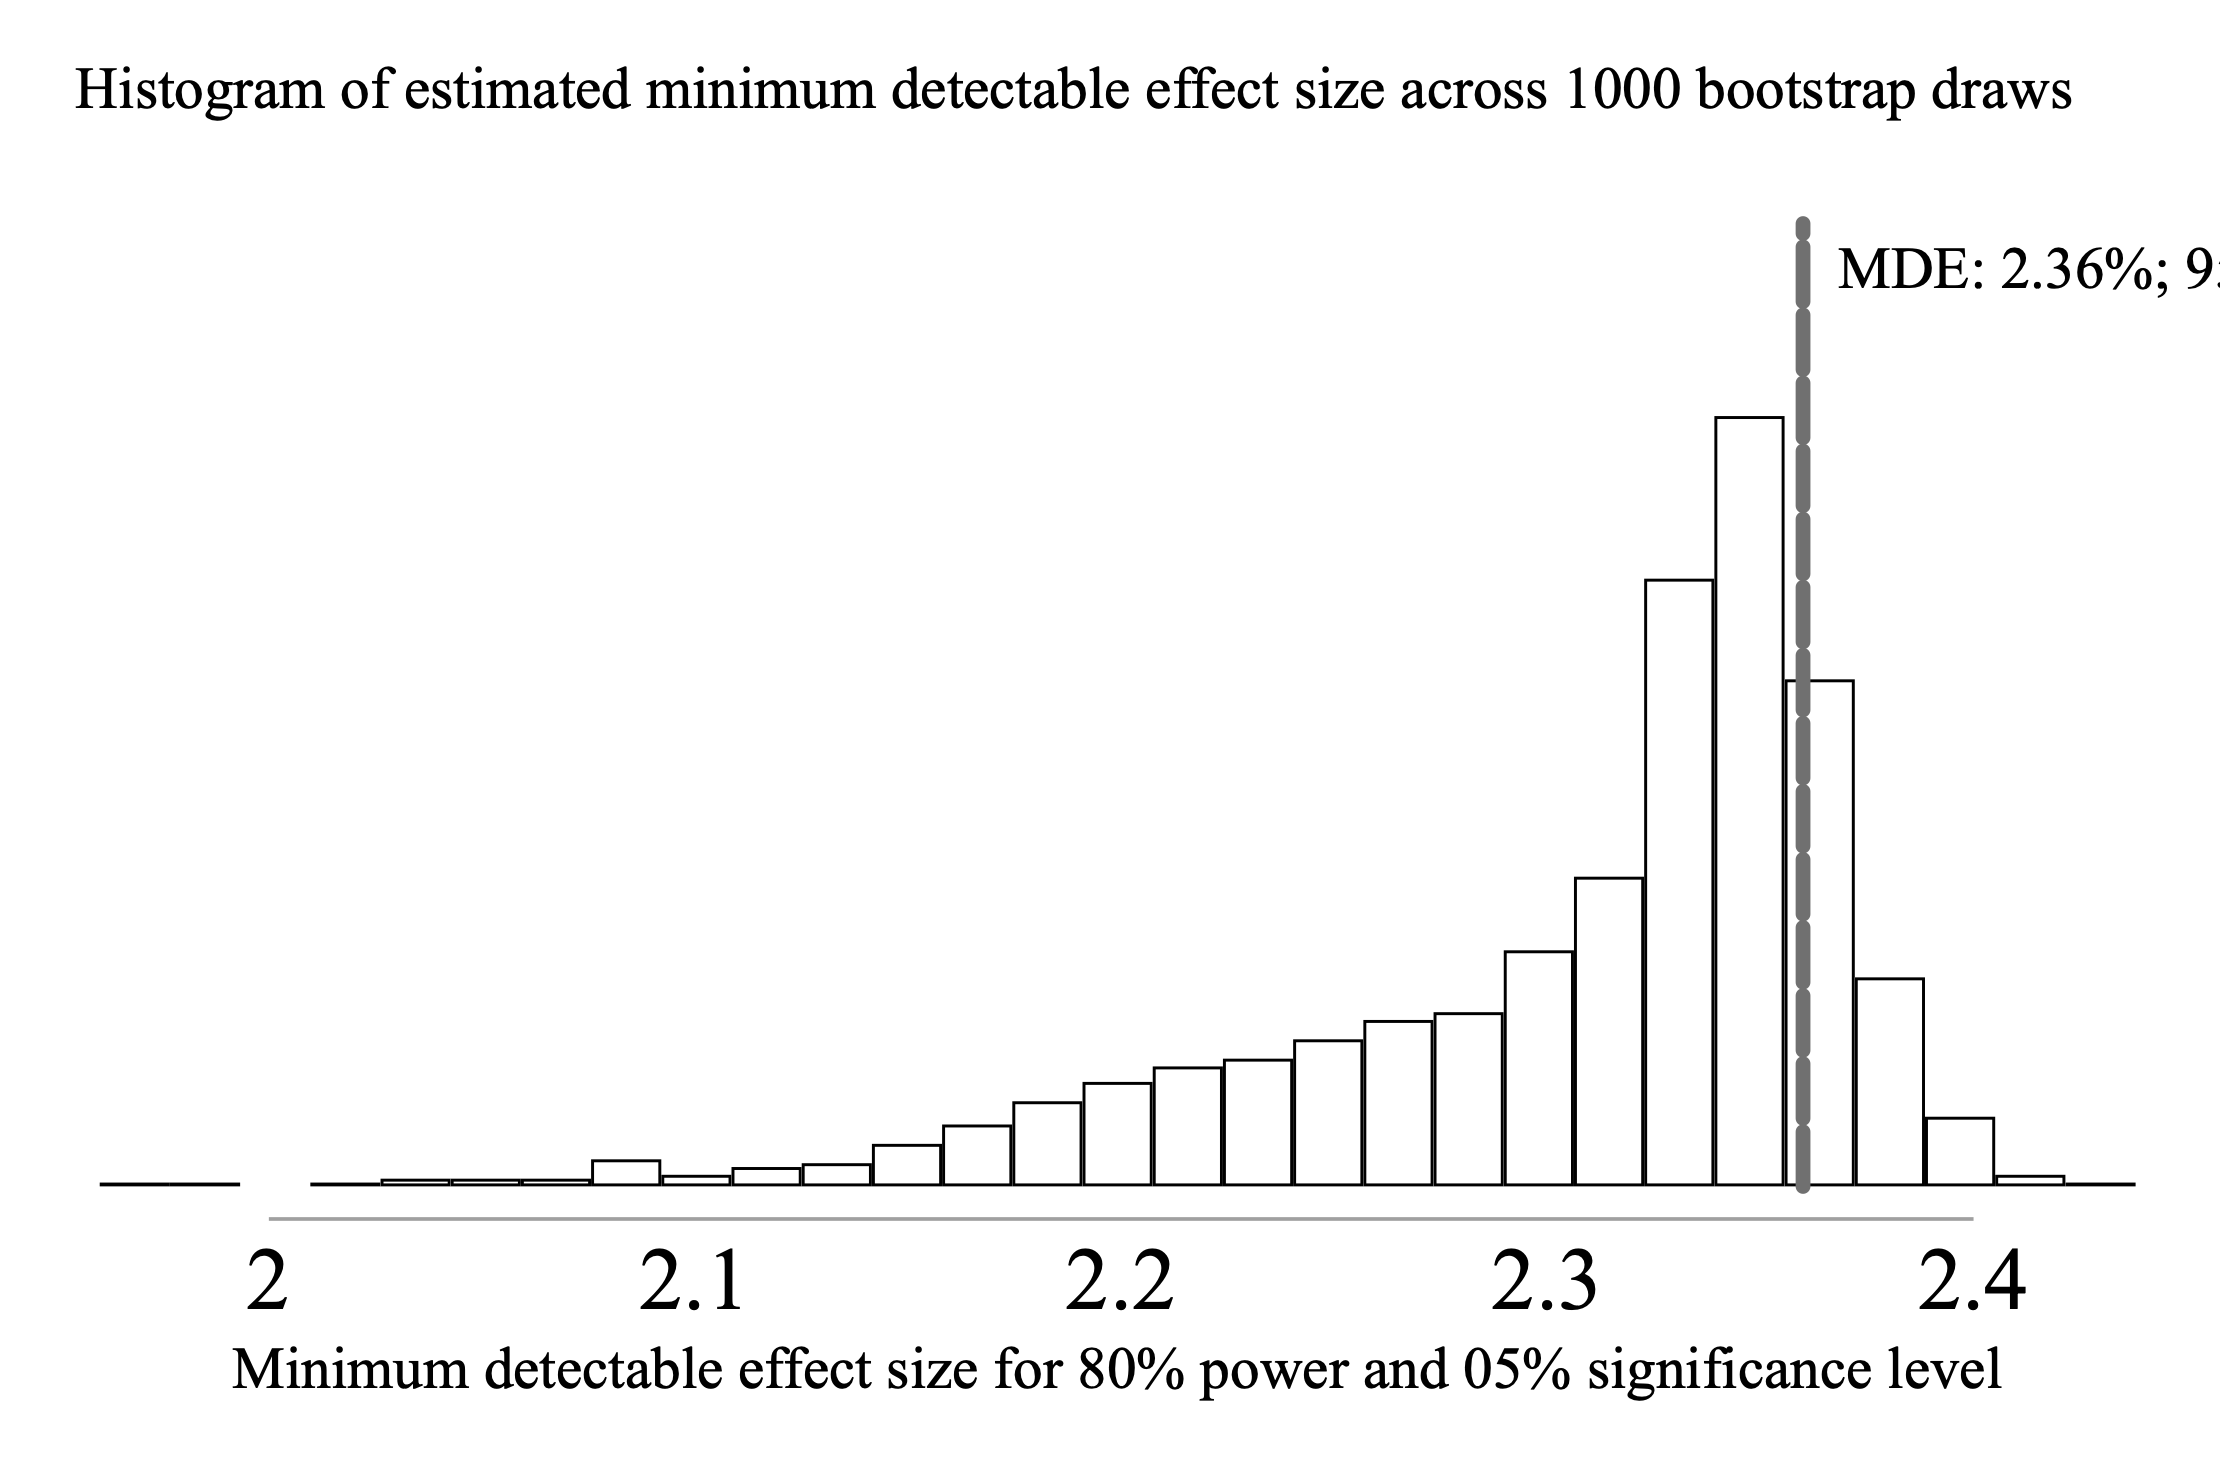 Histogram of estimated minimum detectable effect size across 1000 bootstrap draws
MDE: 2.36%;
2 2.1 2.2 2.3 2.4
Minimum detectable effect size for 80% power and 05% significance level